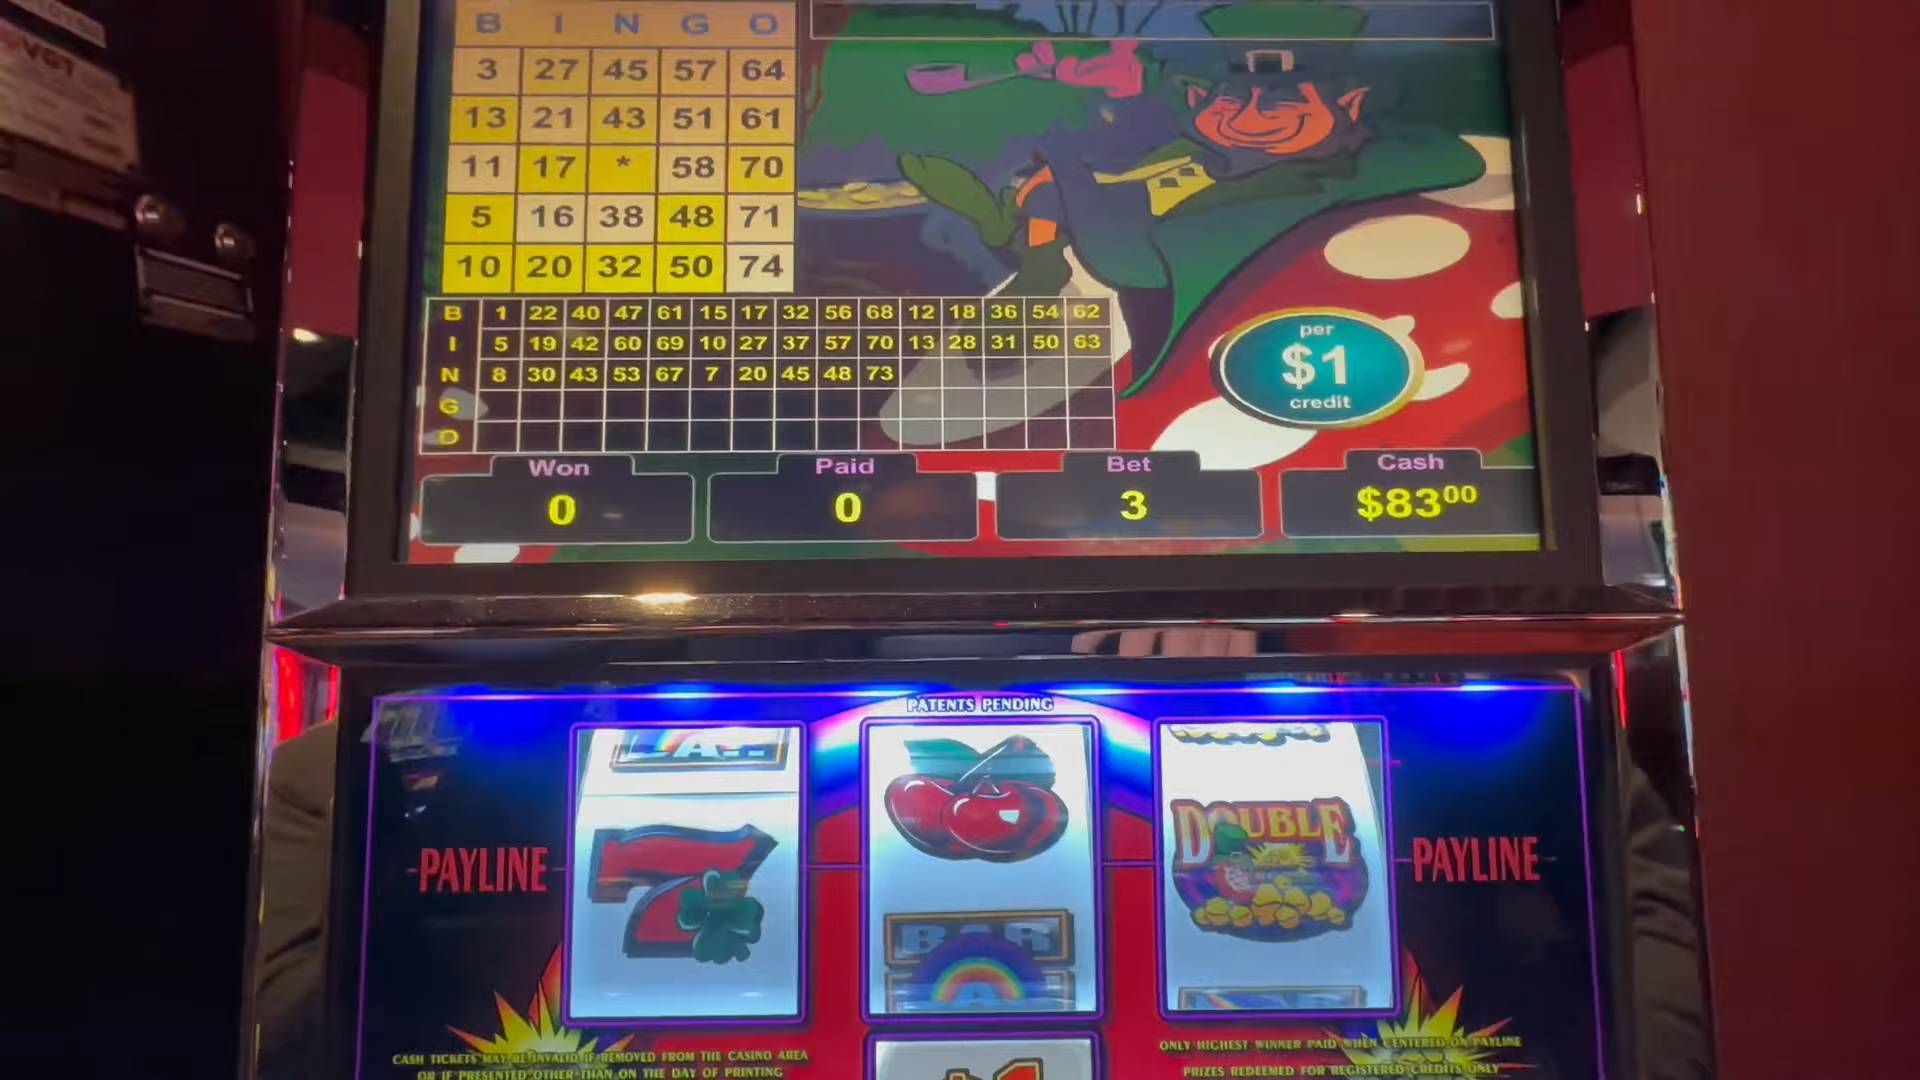 VGT
B I N G O
3 27 45 57 64
13 21 43 51 61
11 17 * 58 70
5 16 38 48 71
10 20 32 50 74
B 1 22 40 47 61 15 17 32 56 68 12 18 36 54 62
I 5 19 42 60 69 10 27 37 57 70 13 28 31 50 63
N 8 30 43 53 67 7 20 45 48 73
G
O
per
$1
credit
Won Paid Bet Cash
0 0 3 $8300
PATENTS PENDING
DOUBLE
-PAYLINE- -PAYLINE-
7
BAR
CASH TICKETS MAY BE INVALID IF REMOVED FROM THE CASINO AREA
OR IF PRESENTED OTHER THAN ON THE DAY OF PRINTING
ONLY HIGHEST WINNER PAID WHEN CENTERED ON PAYLINE
PRIZES REDEEMED FOR REGISTERED CREDITS ONLY